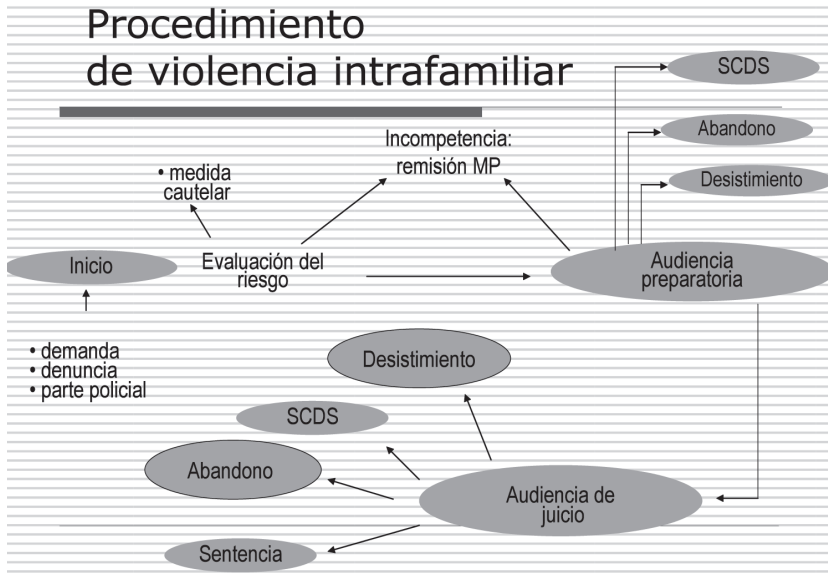 Procedimiento
de violencia intrafamiliar
SCDS
Abandono
Desistimiento
Incompetencia:
remisión MP
• medida
cautelar
Inicio
Evaluación del
riesgo
Audiencia
preparatoria
• demanda
• denuncia
• parte policial
Desistimiento
SCDS
Abandono
Audiencia de
juicio
Sentencia